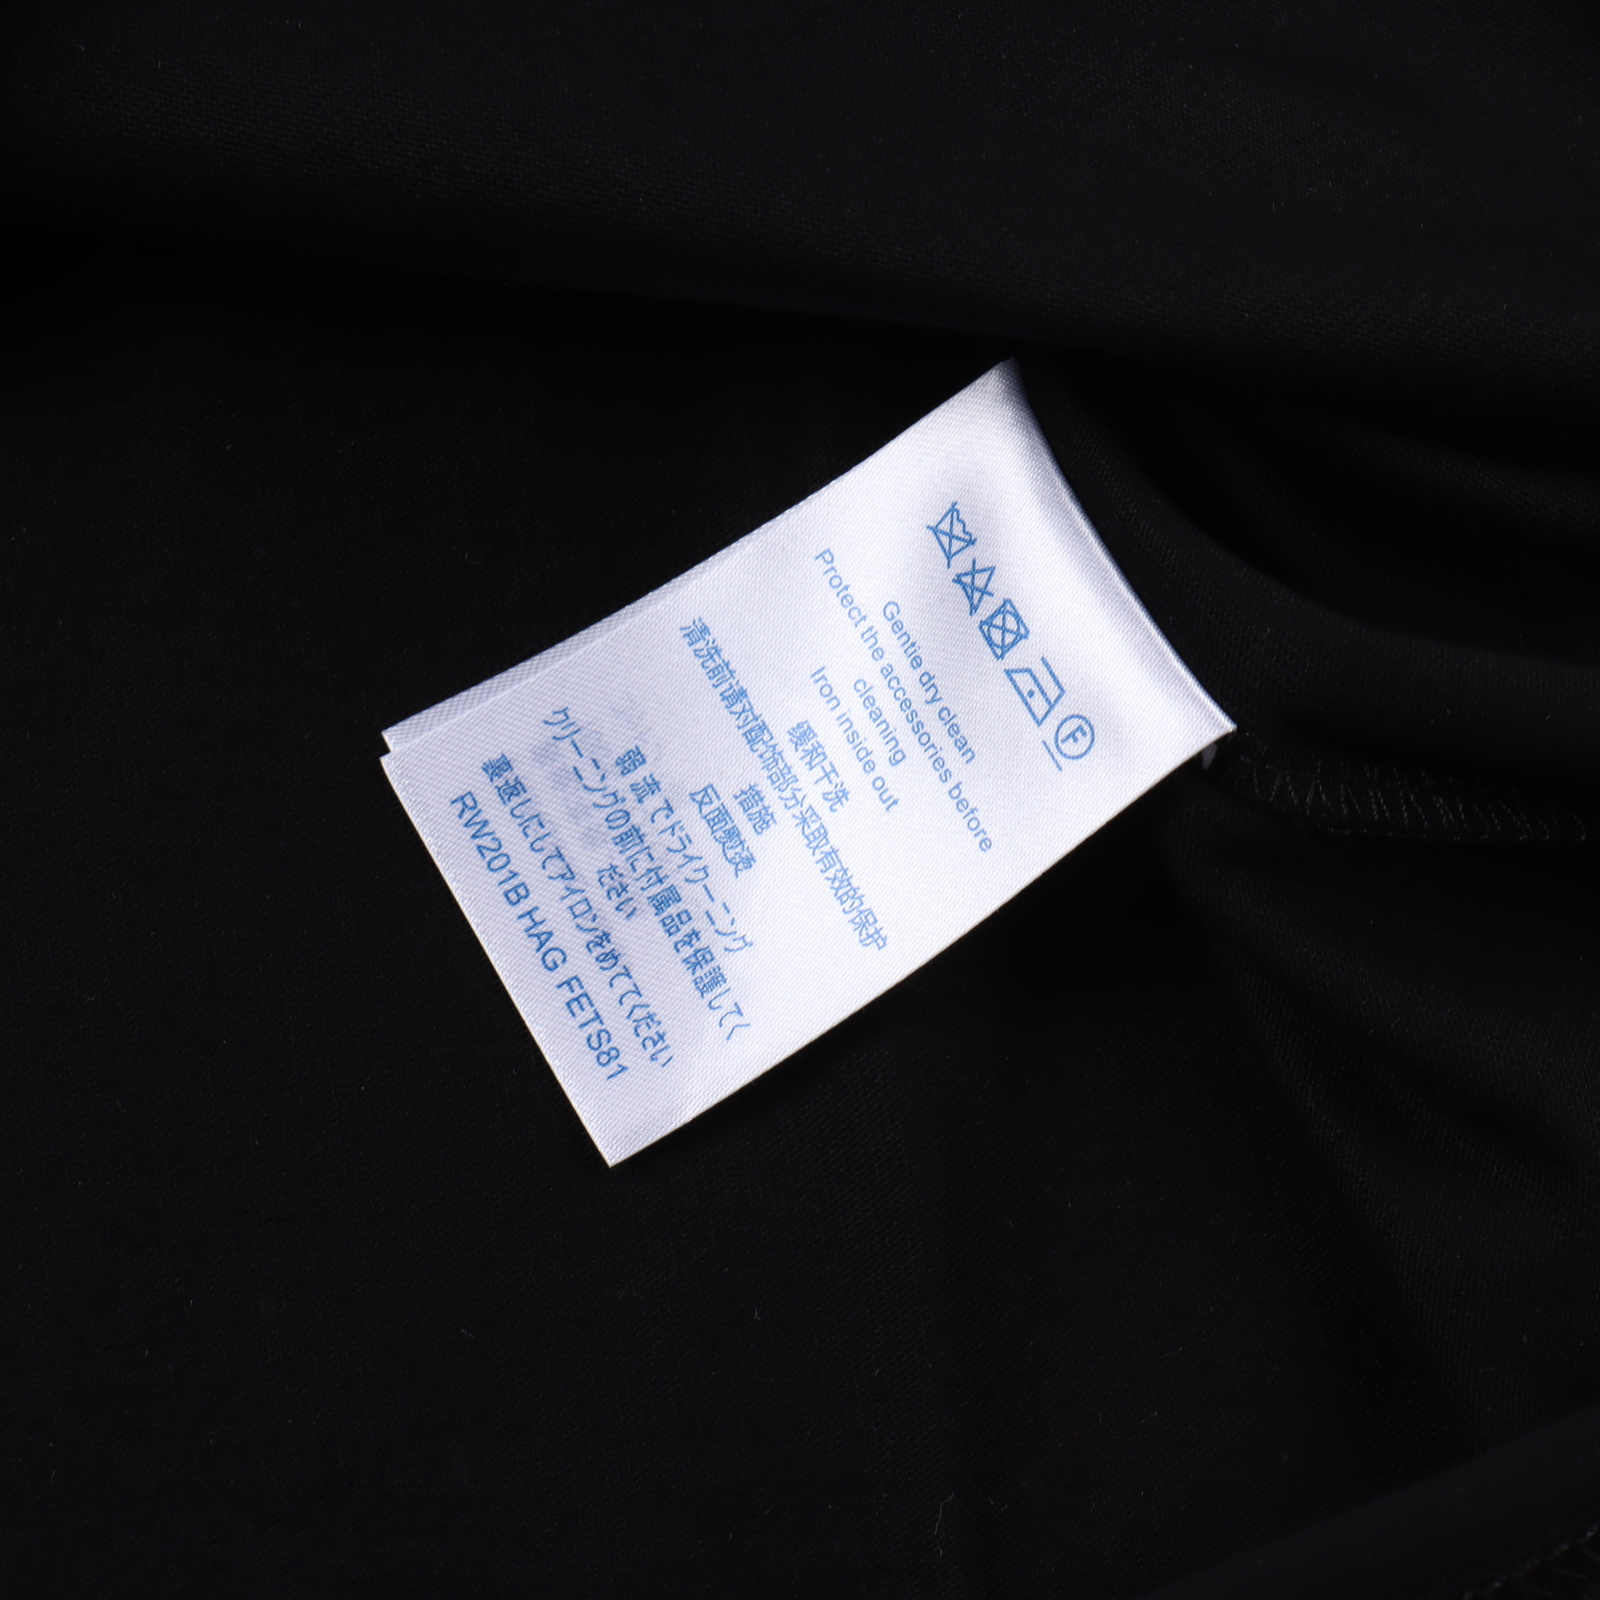 F
Gentie dry clean
Protect the accessories before
cleaning
Iron inside out
缓和干洗
清洗前请对配饰部分采取有效的保护
措施
反面熨烫
弱流てドライクーニング
クリーニングの前に付属品を保護してく
ださい
裏返しにしてアイロンをめててください
RW201B HAG FETS81